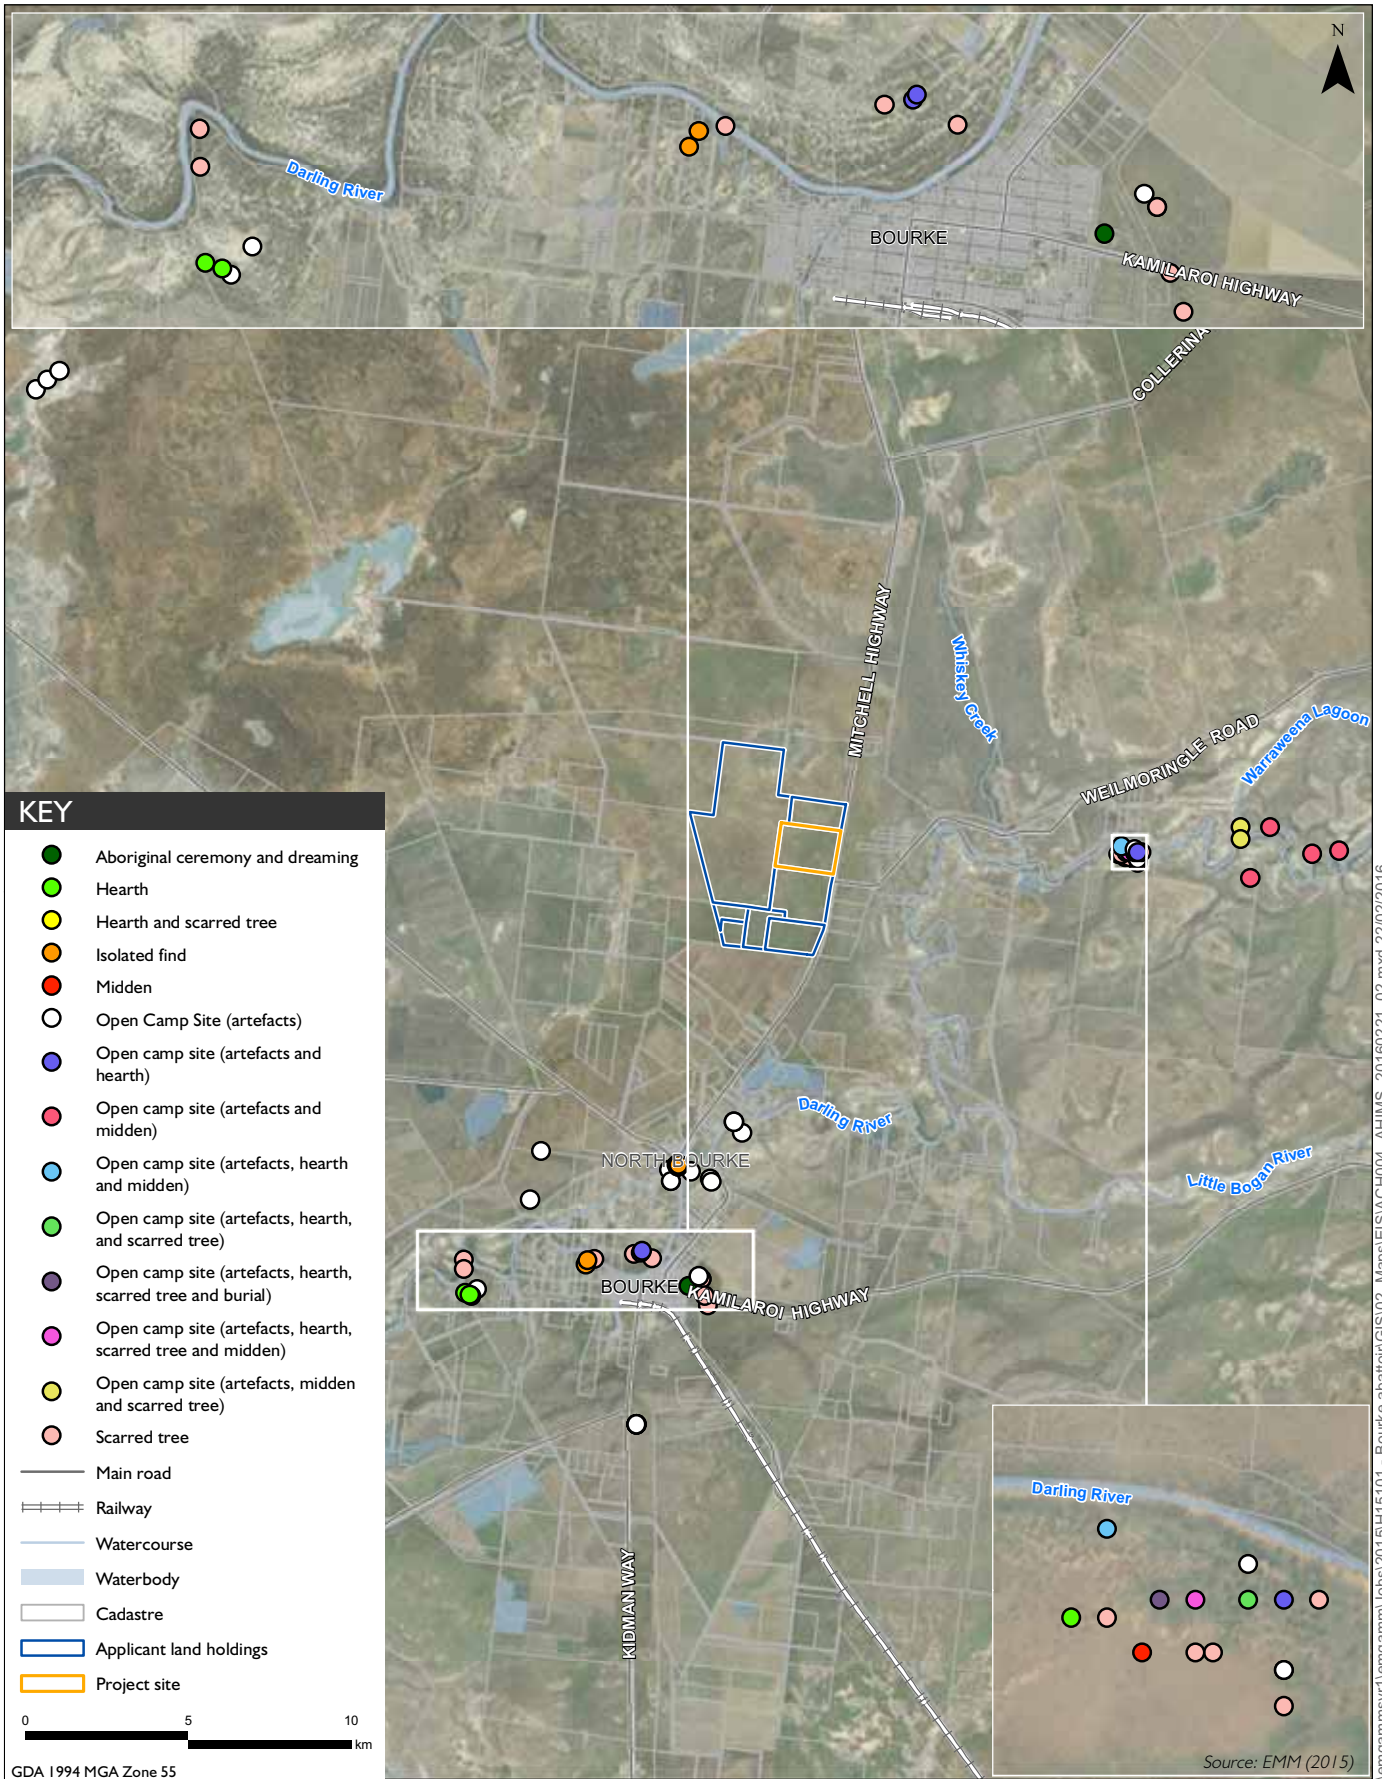 N
Darling River
BOURKE
KAMILAROI HIGHWAY
COLLERINA
MITCHELL HIGHWAY
Whiskey Creek
WEILMORINGLE ROAD
Warraweena Lagoon
Darling River
NORTH BOURKE
Little Bogan River
BOURKE
KAMILAROI HIGHWAY
KIDMAN WAY
Darling River
Source: EMM (2015)
KEY
Aboriginal ceremony and dreaming
Hearth
Hearth and scarred tree
Isolated find
Midden
Open Camp Site (artefacts)
Open camp site (artefacts and
hearth)
Open camp site (artefacts and
midden)
Open camp site (artefacts, hearth
and midden)
Open camp site (artefacts, hearth,
and scarred tree)
Open camp site (artefacts, hearth,
scarred tree and burial)
Open camp site (artefacts, hearth,
scarred tree and midden)
Open camp site (artefacts, midden
and scarred tree)
Scarred tree
Main road
Railway
Watercourse
Waterbody
Cadastre
Applicant land holdings
Project site
0 5 10
km
GDA 1994 MGA Zone 55